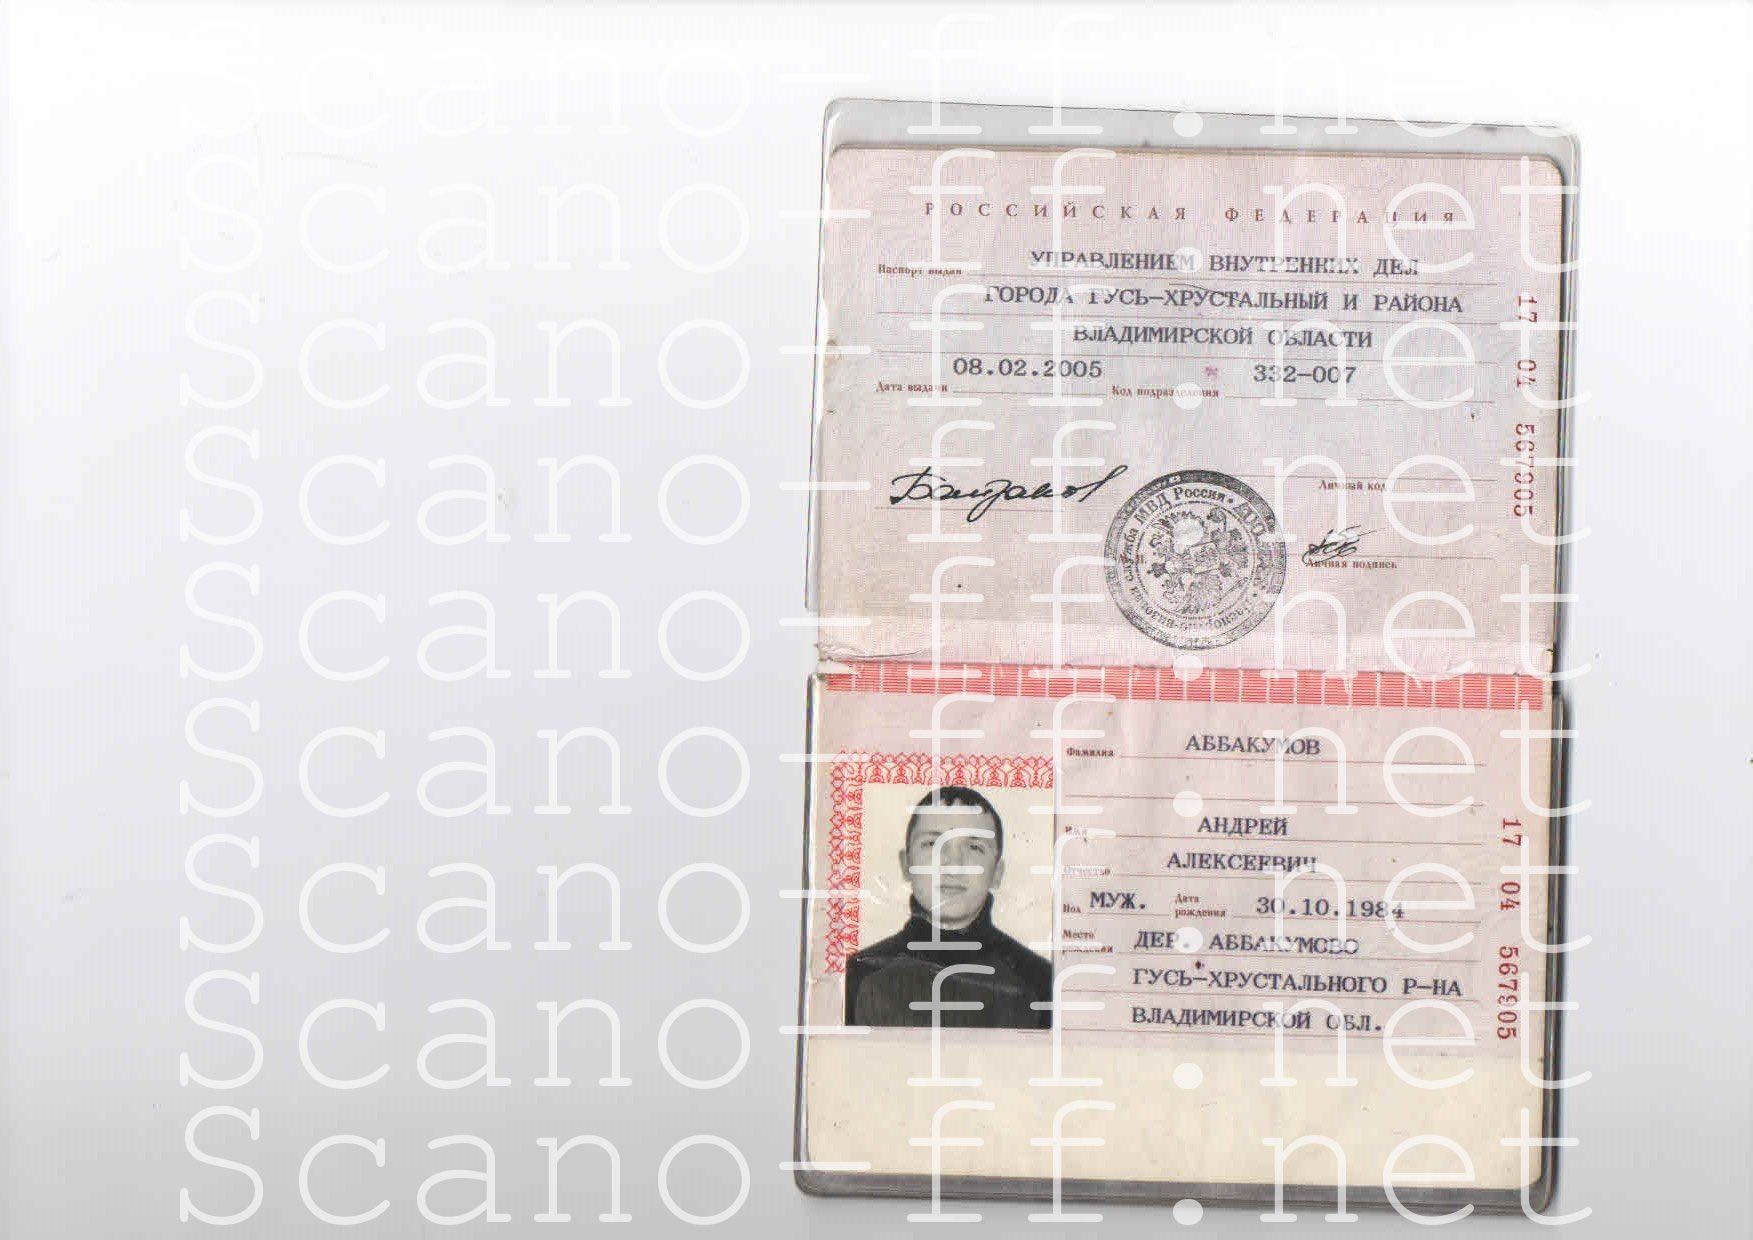 РОССИЙСКАЯ ФЕДЕРАЦИЯ
Паспорт выдан УПРАВЛЕНИЕМ ВНУТРЕННИХ ДЕЛ
ГОРОДА ГУСЬ-ХРУСТАЛЬНЫЙ И РАЙОНА
ВЛАДИМИРСКОЙ ОБЛАСТИ
Дата выдачи 08.02.2005 Код подразделения 332-007
17 04 567905
Личный код
Личная подпись
служба МВД Россия
Фамилия АББАКУМОВ
Имя АНДРЕЙ
Отчество АЛЕКСЕЕВИЧ
Пол МУЖ. Дата рождения 30.10.1984
Место рождения ДЕР. АББАКУМОВО
ГУСЬ-ХРУСТАЛЬНОГО Р-НА
ВЛАДИМИРСКОЙ ОБЛ.
17 04 567905
Scano-ff.net
Scano-ff.net
Scano-ff.net
Scano-ff.net
Scano-ff.net
Scano-ff.net
Scano-ff.net
Scano-ff.net
Scano-ff.net